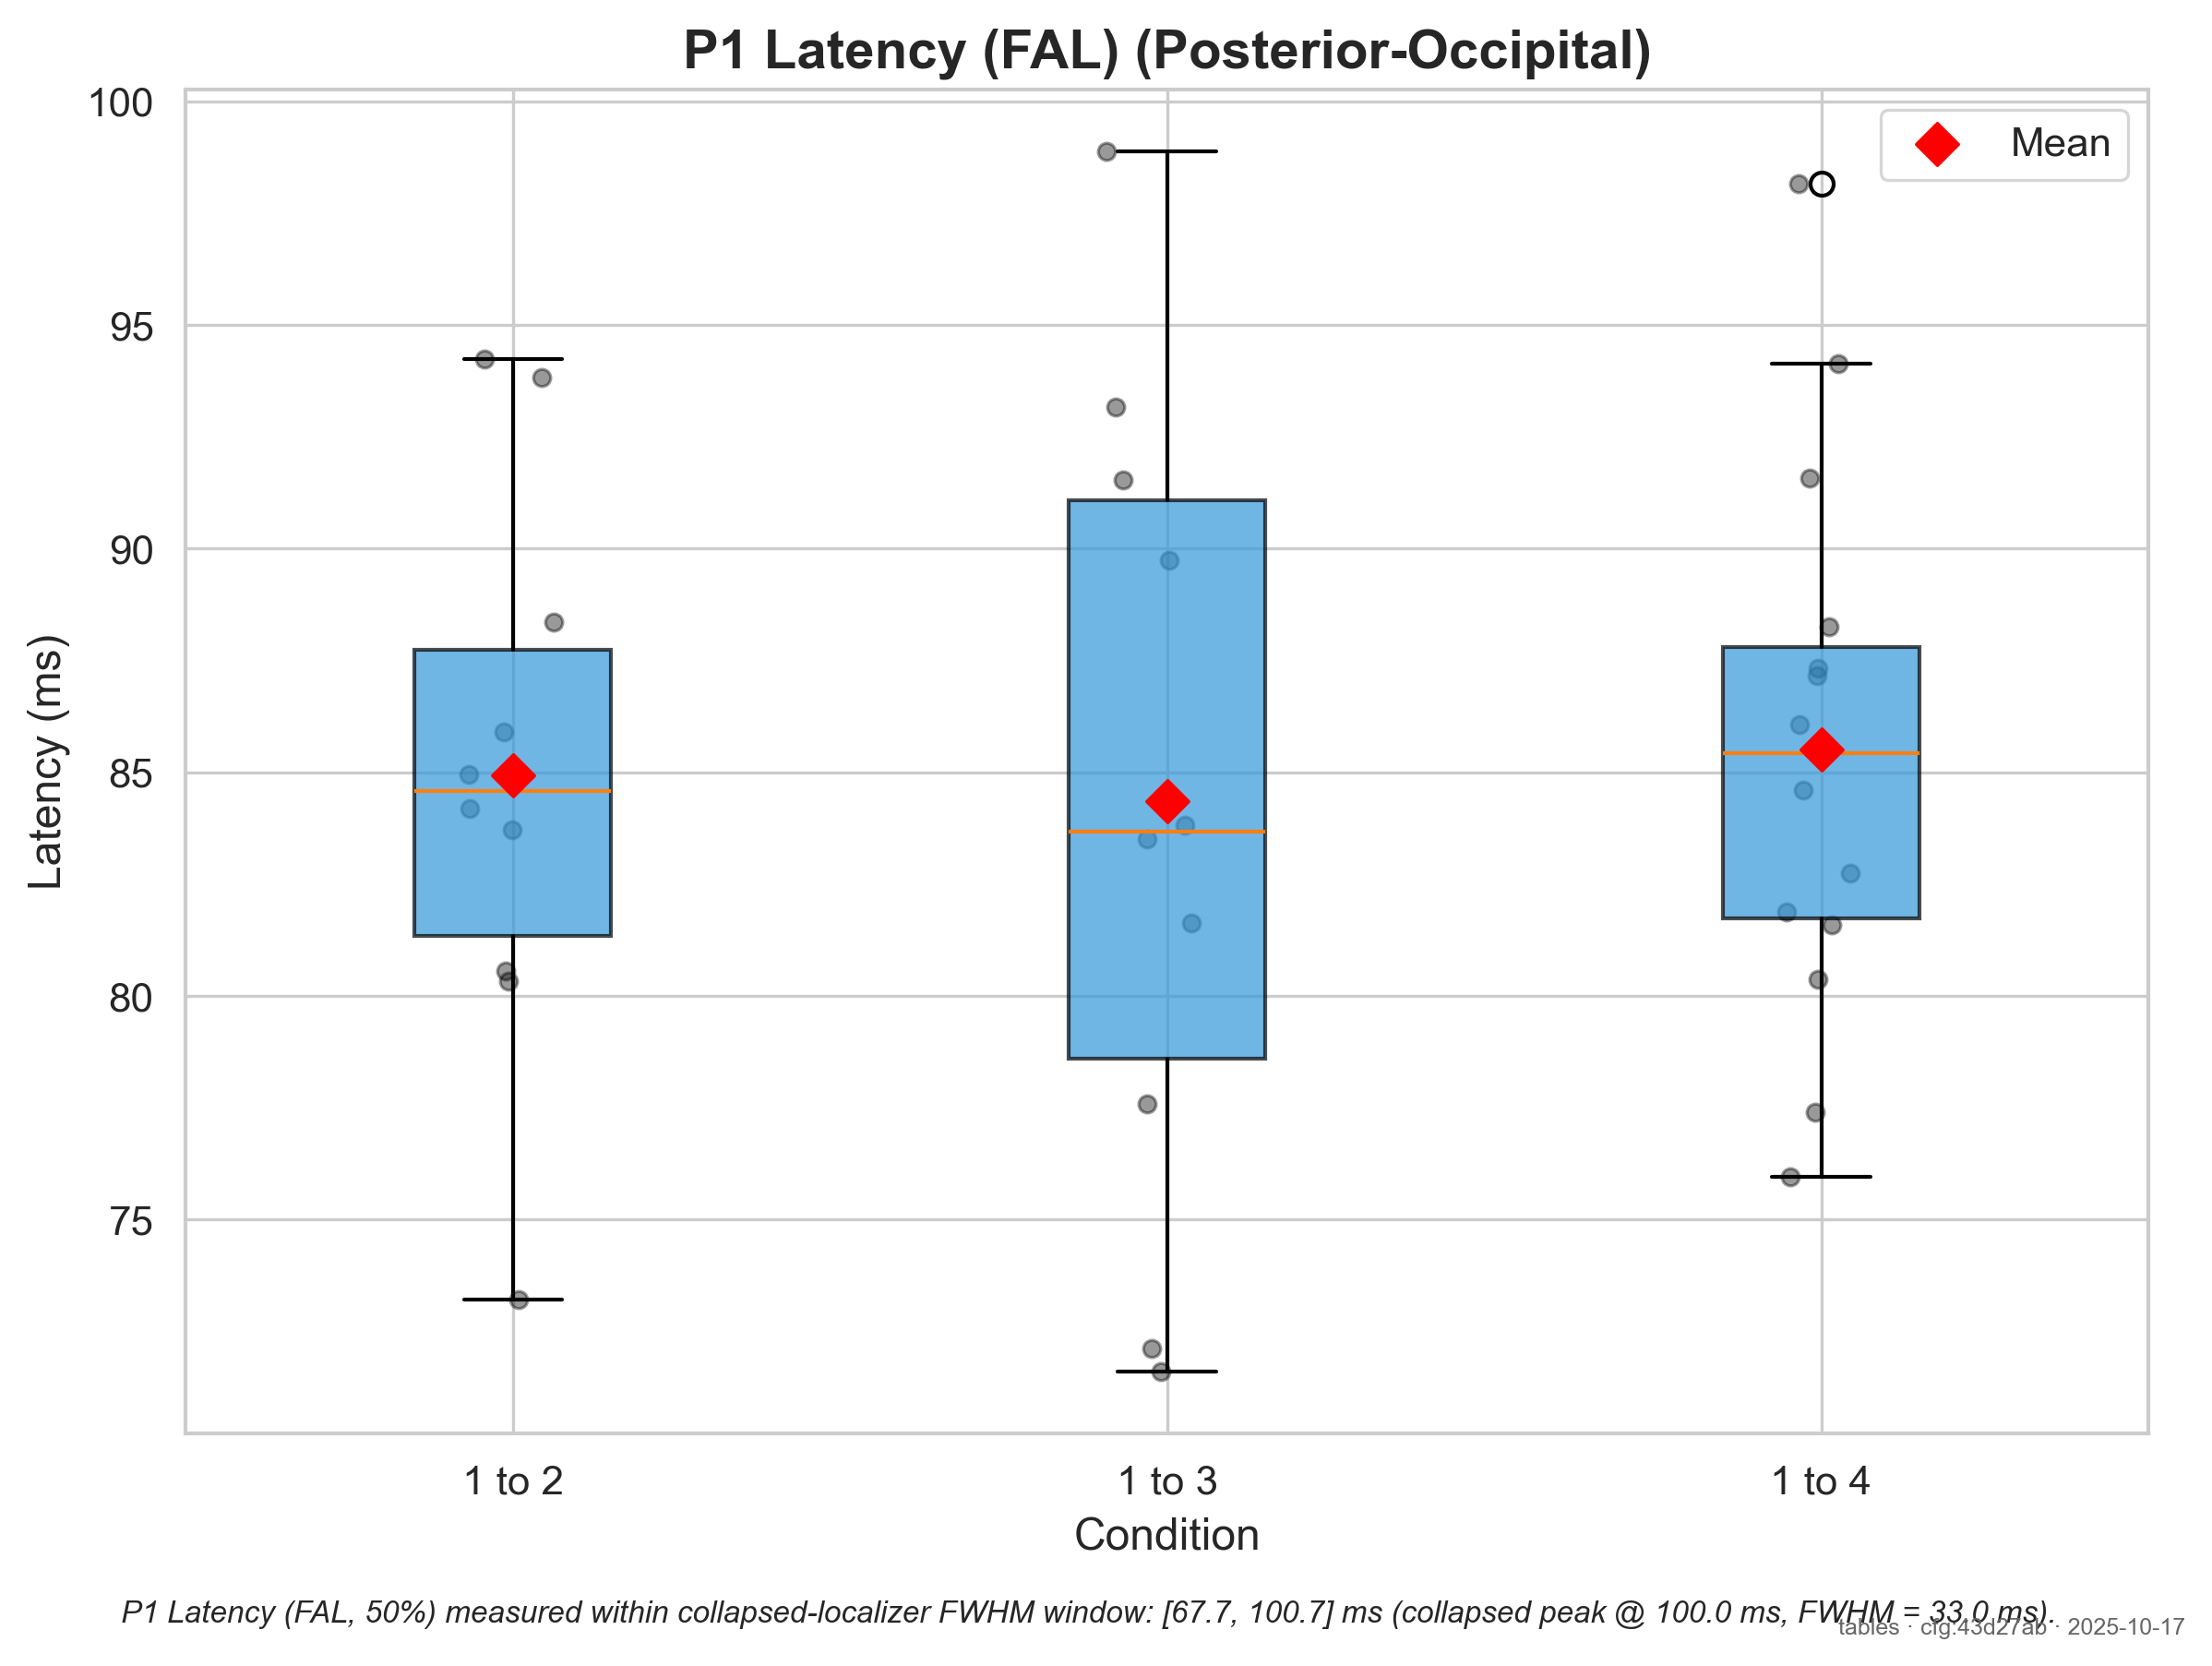 P1 Latency (FAL) (Posterior-Occipital)
Mean
100
95
90
85
80
75
Latency (ms)
1 to 2
1 to 3
1 to 4
Condition
P1 Latency (FAL, 50%) measured within collapsed-localizer FWHM window: [67.7, 100.7] ms (collapsed peak @ 100.0 ms, FWHM = 33.0 ms).
tables · cfg:43d27ab · 2025-10-17